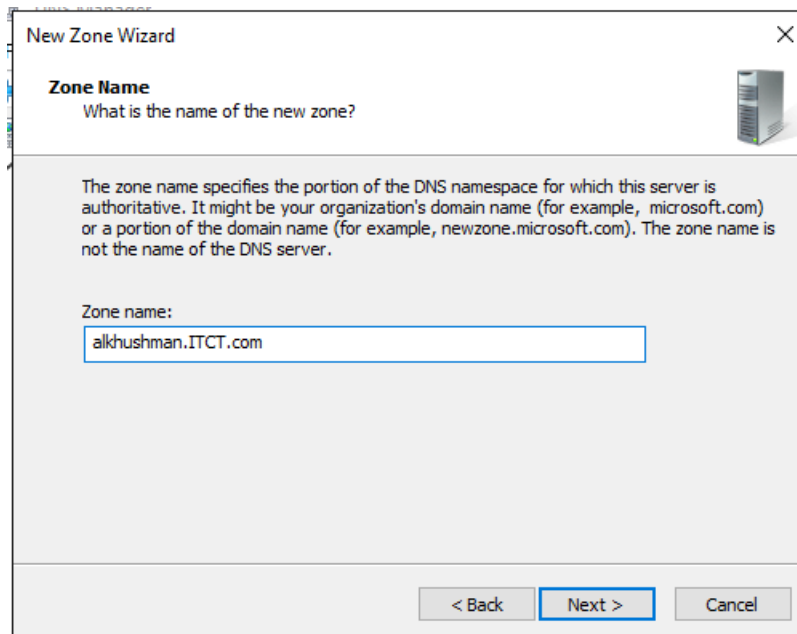 DNS Manager
New Zone Wizard
Zone Name
What is the name of the new zone?
The zone name specifies the portion of the DNS namespace for which this server is
authoritative. It might be your organization's domain name (for example, microsoft.com)
or a portion of the domain name (for example, newzone.microsoft.com). The zone name is
not the name of the DNS server.
Zone name:
alkhushman.ITCT.com
< Back
Next >
Cancel